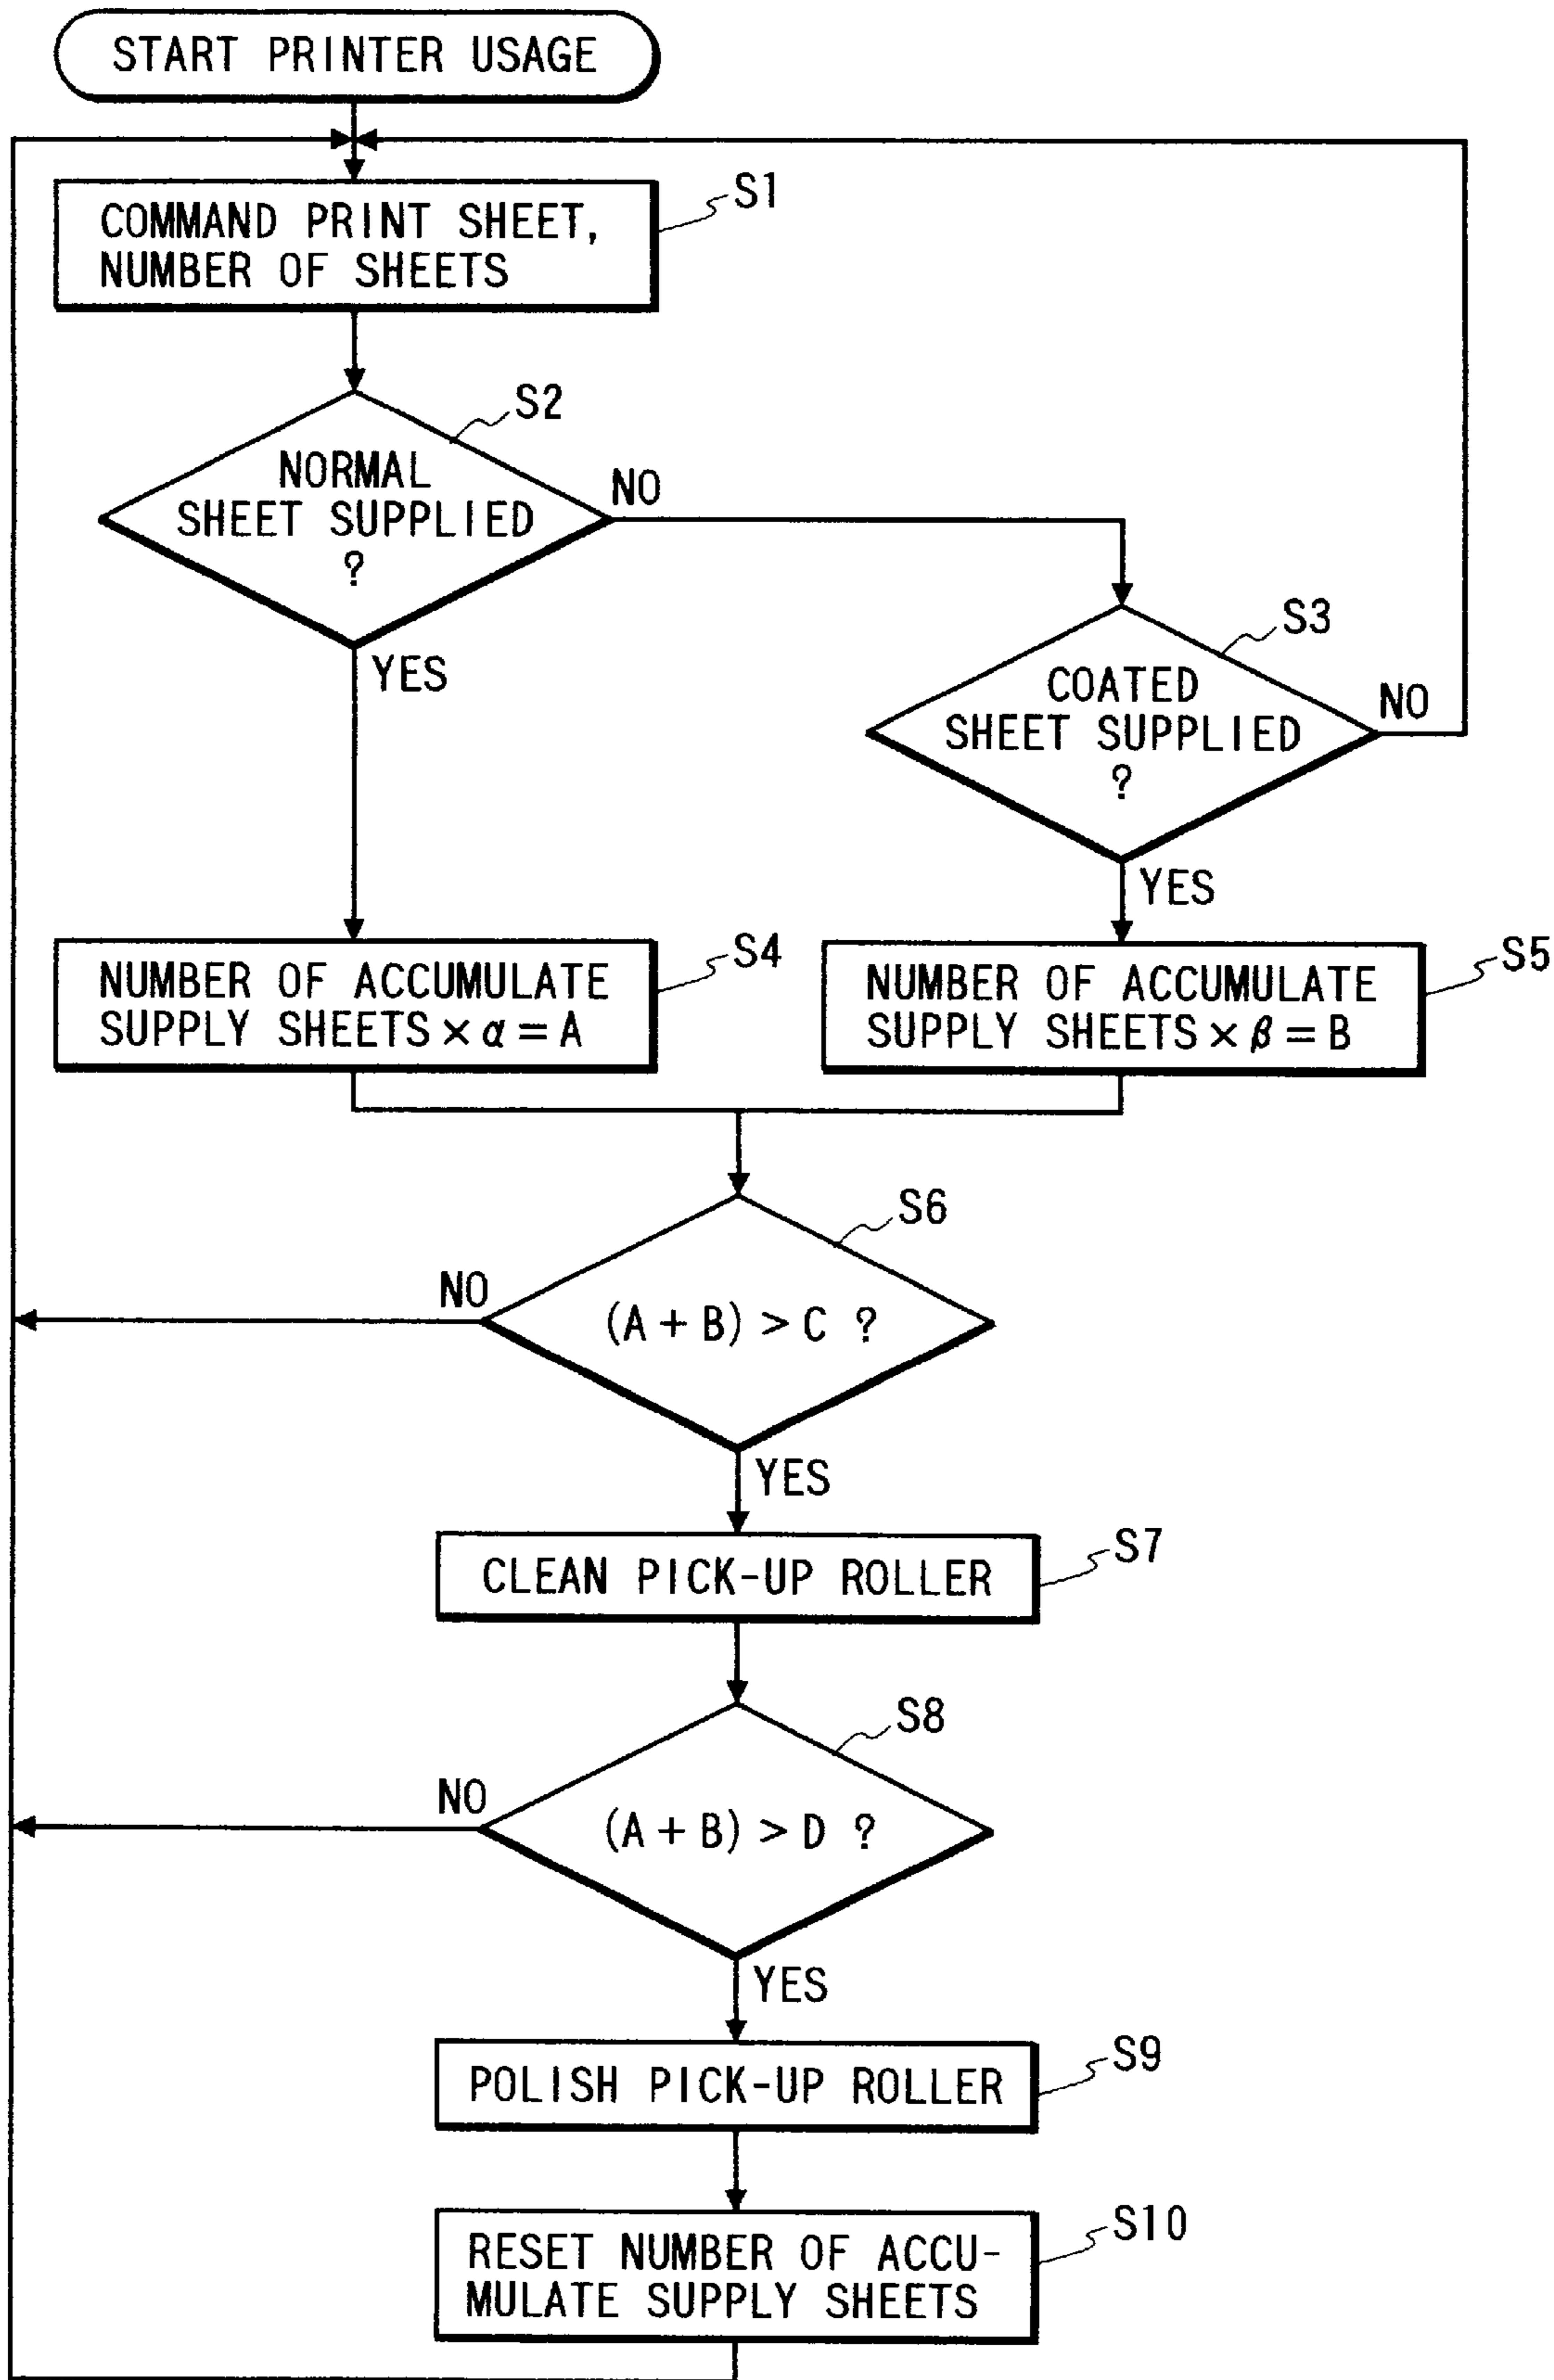 START PRINTER USAGE
S1
COMMAND PRINT SHEET,
NUMBER OF SHEETS
S2
NORMAL
SHEET SUPPLIED
?
NO
YES
S3
COATED
SHEET SUPPLIED
?
NO
YES
S4
NUMBER OF ACCUMULATE
SUPPLY SHEETS × α = A
S5
NUMBER OF ACCUMULATE
SUPPLY SHEETS × β = B
S6
NO
(A + B) > C ?
YES
S7
CLEAN PICK-UP ROLLER
S8
NO
(A + B) > D ?
YES
S9
POLISH PICK-UP ROLLER
S10
RESET NUMBER OF ACCU-
MULATE SUPPLY SHEETS